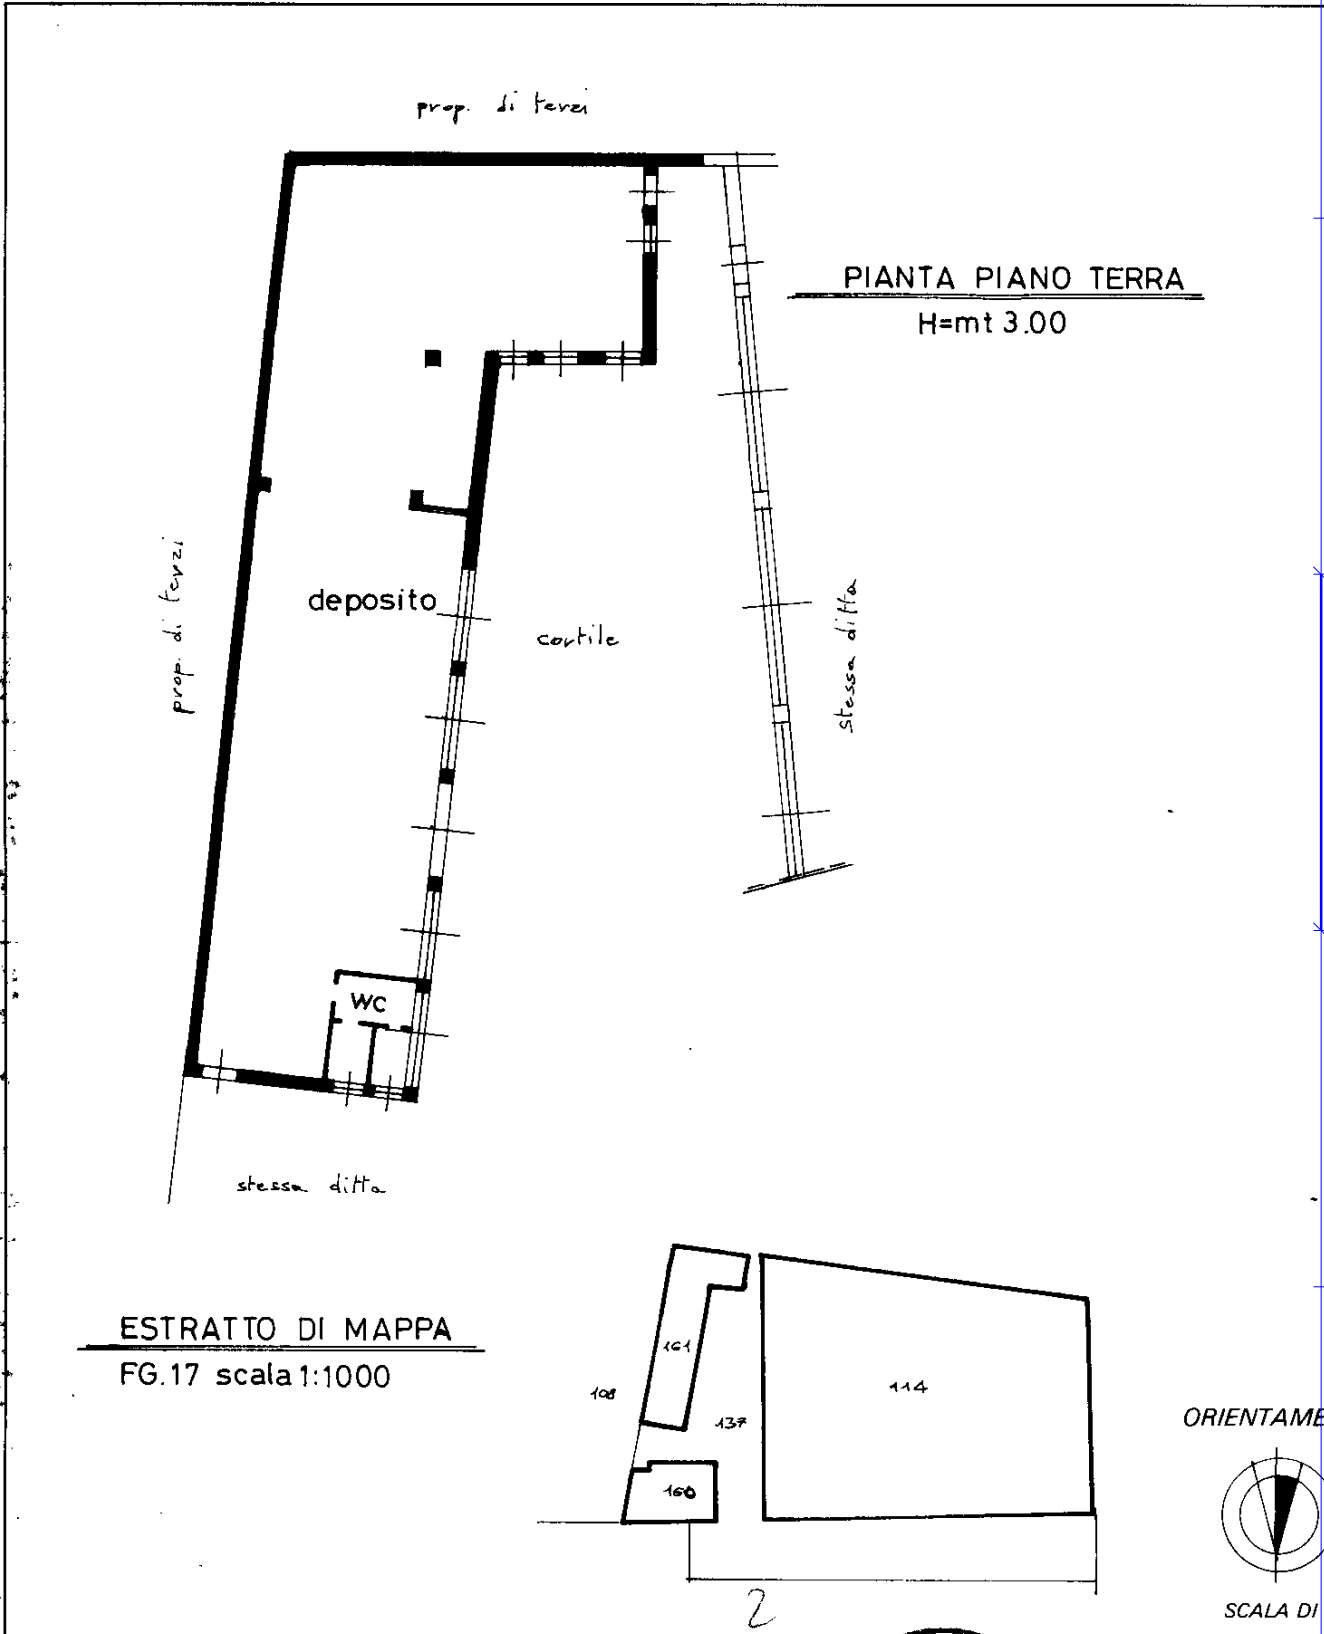 prop. di terzi
PIANTA PIANO TERRA
H=mt 3.00
prop. di terzi
deposito
cortile
stessa ditta
WC
stessa ditta
ESTRATTO DI MAPPA
FG.17 scala 1:1000
161
108
137
114
160
ORIENTAME
2
SCALA DI